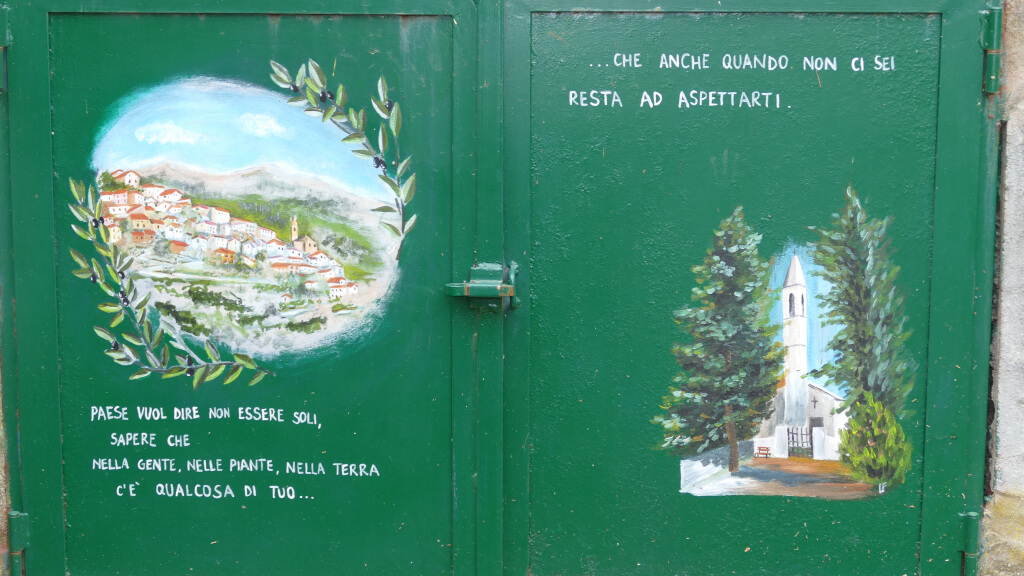 PAESE VUOL DIRE NON ESSERE SOLI,
SAPERE CHE
NELLA GENTE, NELLE PIANTE, NELLA TERRA
C'È QUALCOSA DI TUO...
...CHE ANCHE QUANDO NON CI SEI
RESTA AD ASPETTARTI.